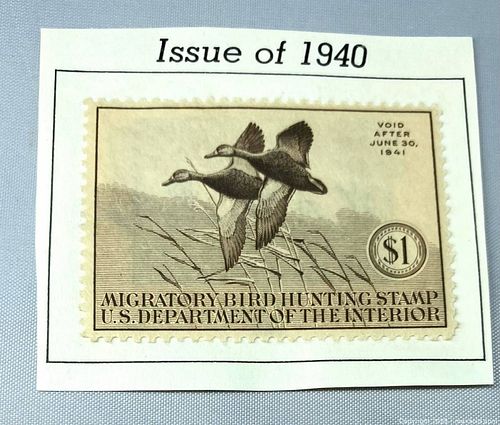 Issue of 1940
VOID
AFTER
JUNE 30,
1941
$1
MIGRATORY BIRD HUNTING STAMP
U.S. DEPARTMENT OF THE INTERIOR